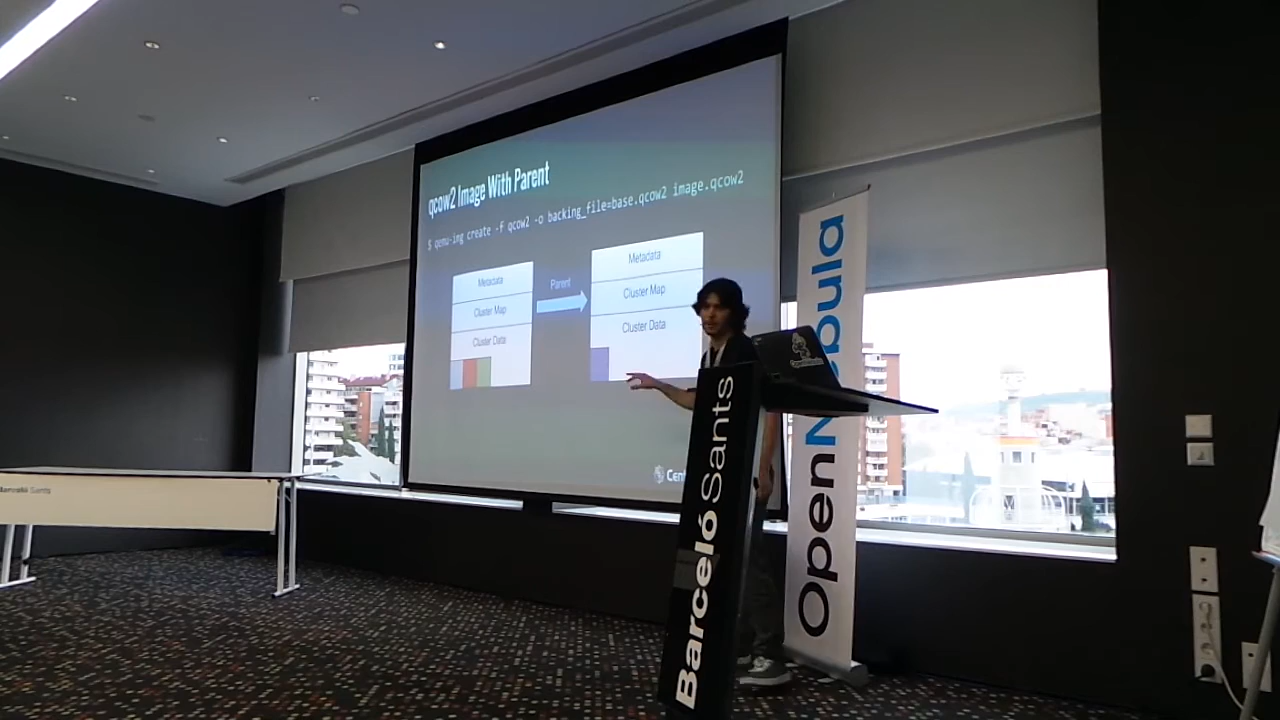 qcow2 Image With Parent
$ qemu-img create -F qcow2 -o backing_file=base.qcow2 image.qcow2
Metadata
Cluster Map
Cluster Data
Parent
Metadata
Cluster Map
Cluster Data
Barceló Sants
OpenNebula
Barceló Sants